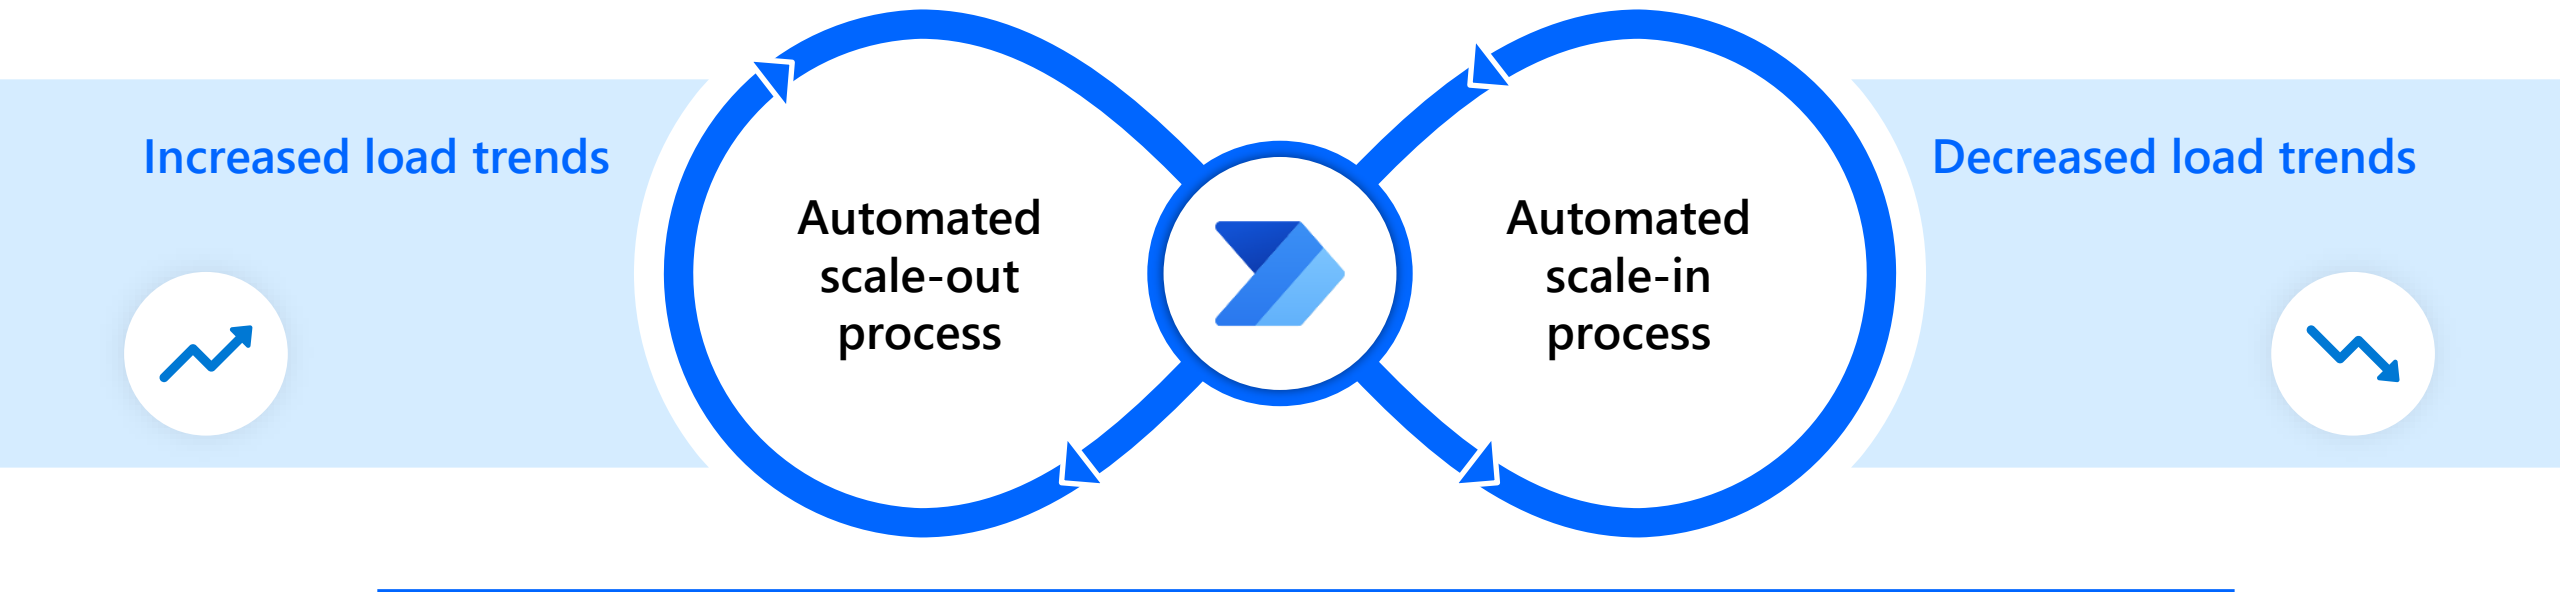 Increased load trends
Automated
scale-out
process
Automated
scale-in
process
Decreased load trends